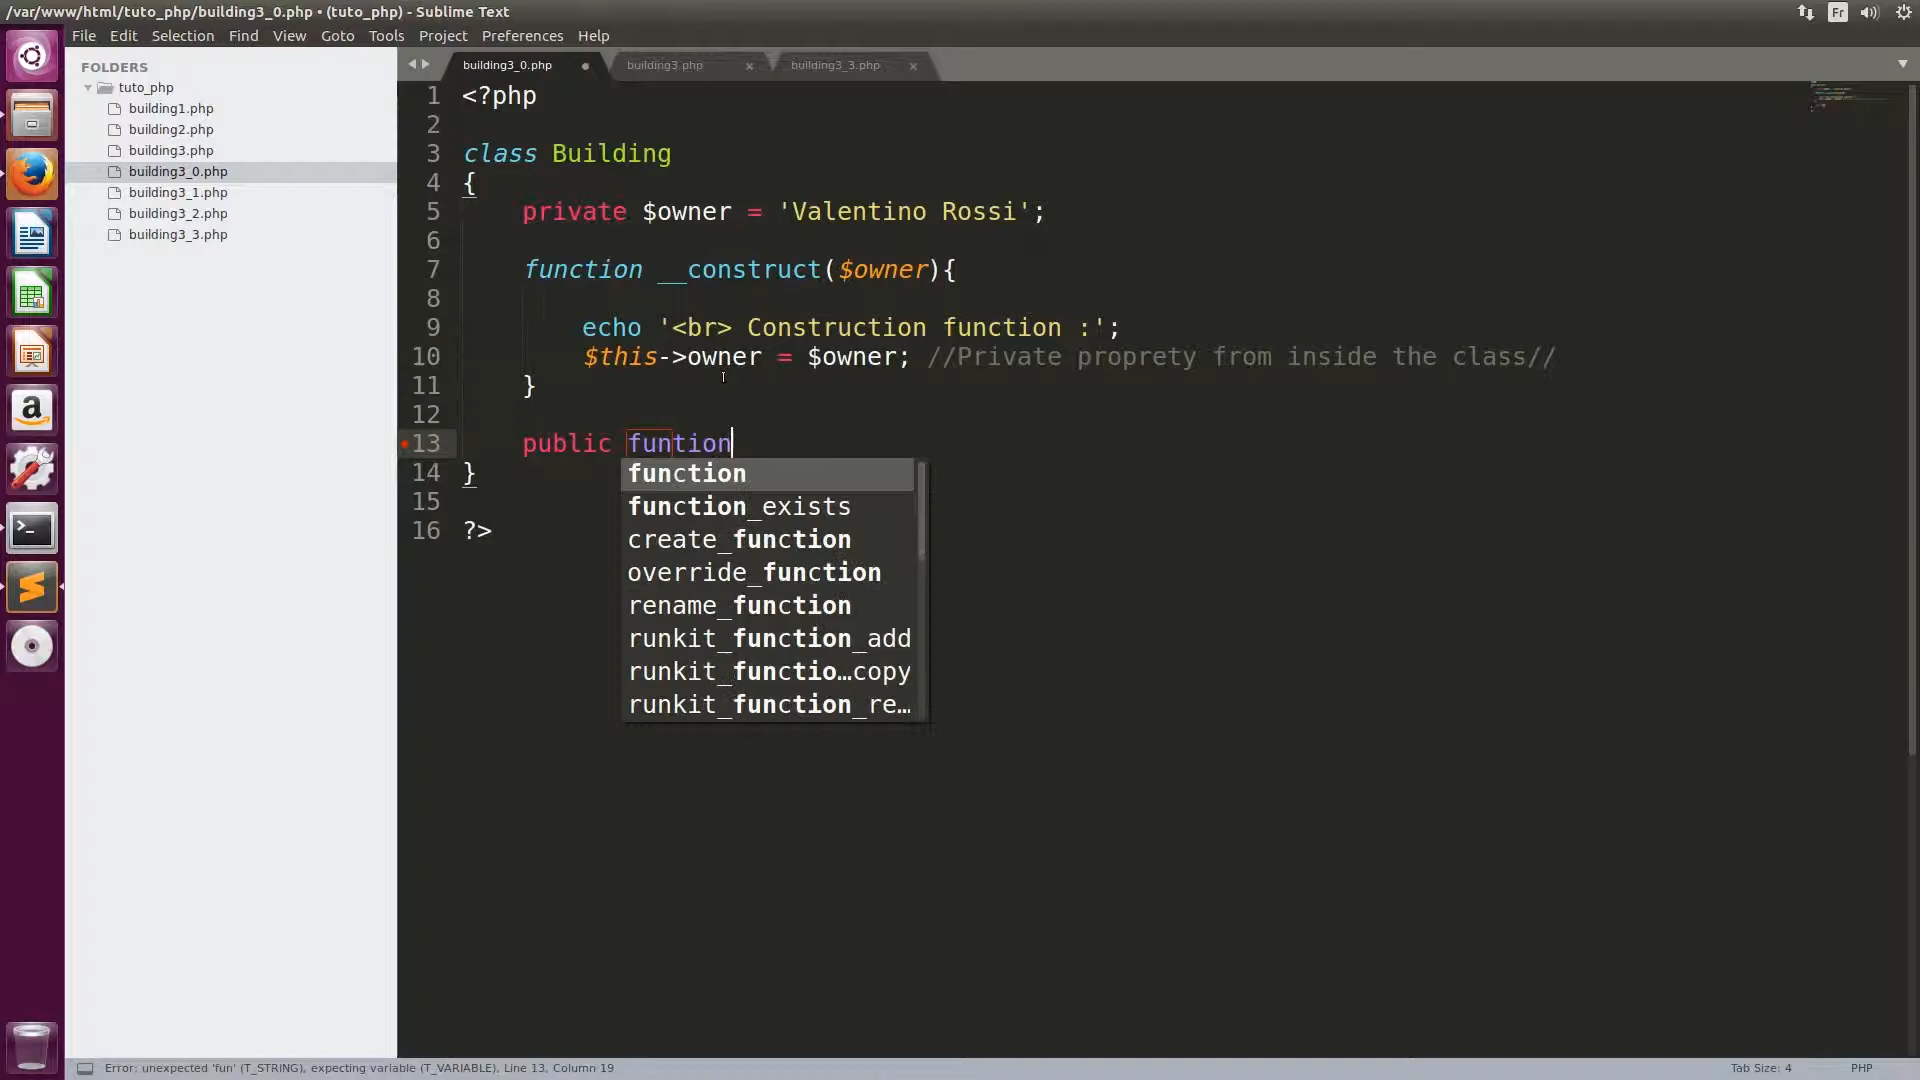 /var/www/html/tuto_php/building3_0.php • (tuto_php) - Sublime Text
Fr
File Edit Selection Find View Goto Tools Project Preferences Help
FOLDERS
tuto_php
building1.php
building2.php
building3.php
building3_0.php
building3_1.php
building3_2.php
building3_3.php
building3_0.php building3.php building3_3.php
1 <?php
2
3 class Building
4 {
5 private $owner = 'Valentino Rossi';
6
7 function __construct($owner){
8
9 echo '<br> Construction function :';
10 $this->owner = $owner; //Private proprety from inside the class//
11 }
12
13 public funtion
14 }
15
16 ?>
function
function_exists
create_function
override_function
rename_function
runkit_function_add
runkit_functio…copy
runkit_function_re…
Error: unexpected 'fun' (T_STRING), expecting variable (T_VARIABLE), Line 13, Column 19
Tab Size: 4
PHP